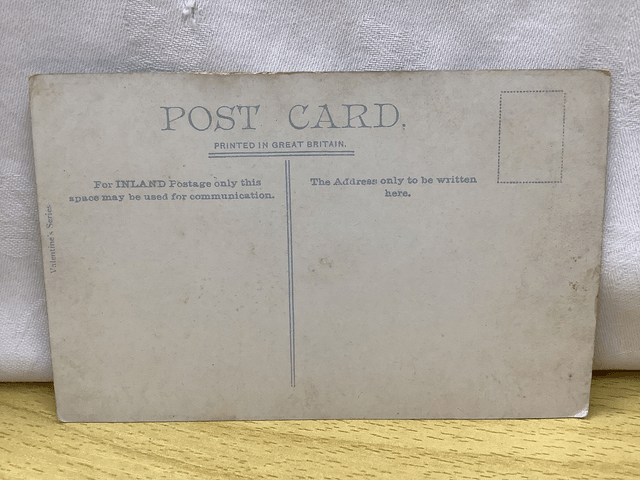 POST CARD.
PRINTED IN GREAT BRITAIN.
For INLAND Postage only this
space may be used for communication.
The Address only to be written
here.
Valentine's Series